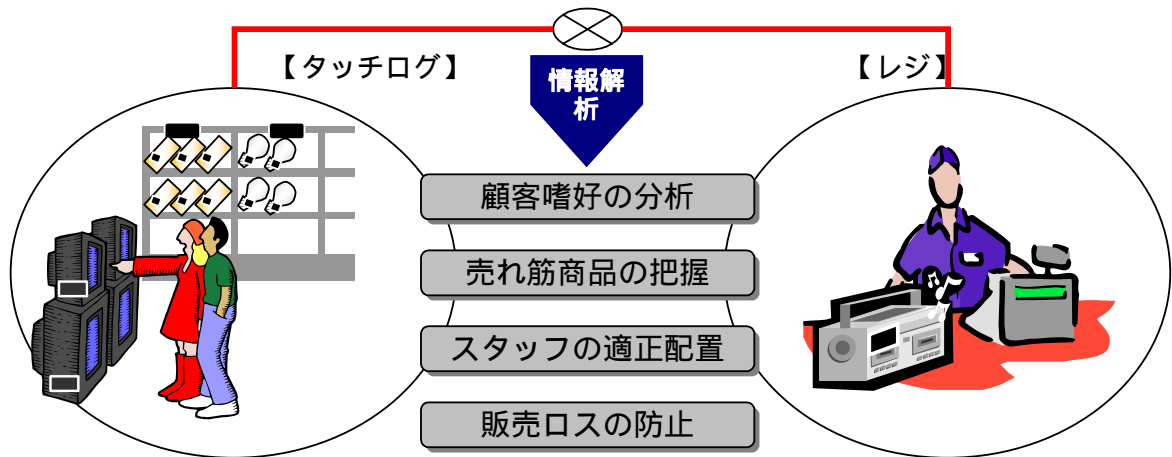 【タッチログ】
【レジ】
情報解
析
顧客嗜好の分析
売れ筋商品の把握
スタッフの適正配置
販売ロスの防止